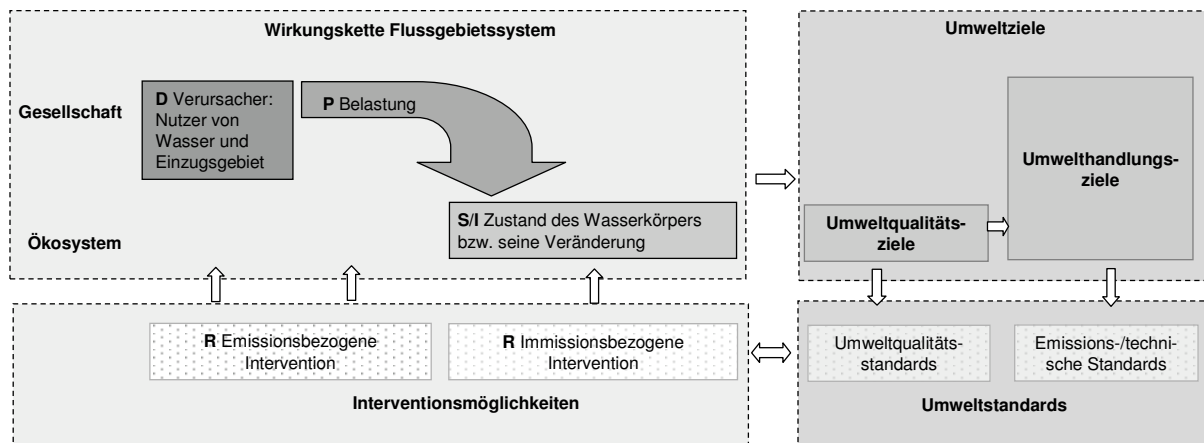 Wirkungskette Flussgebietssystem
Gesellschaft
D Verursacher:
Nutzer von
Wasser und
Einzugsgebiet
P Belastung
S/I Zustand des Wasserkörpers
bzw. seine Veränderung
Ökosystem
Umweltziele
Umwelthandlungs-
ziele
Umweltqualitäts-
ziele
R Emissionsbezogene
Intervention
R Immissionsbezogene
Intervention
Interventionsmöglichkeiten
Umweltqualitäts-
standards
Emissions-/techni-
sche Standards
Umweltstandards